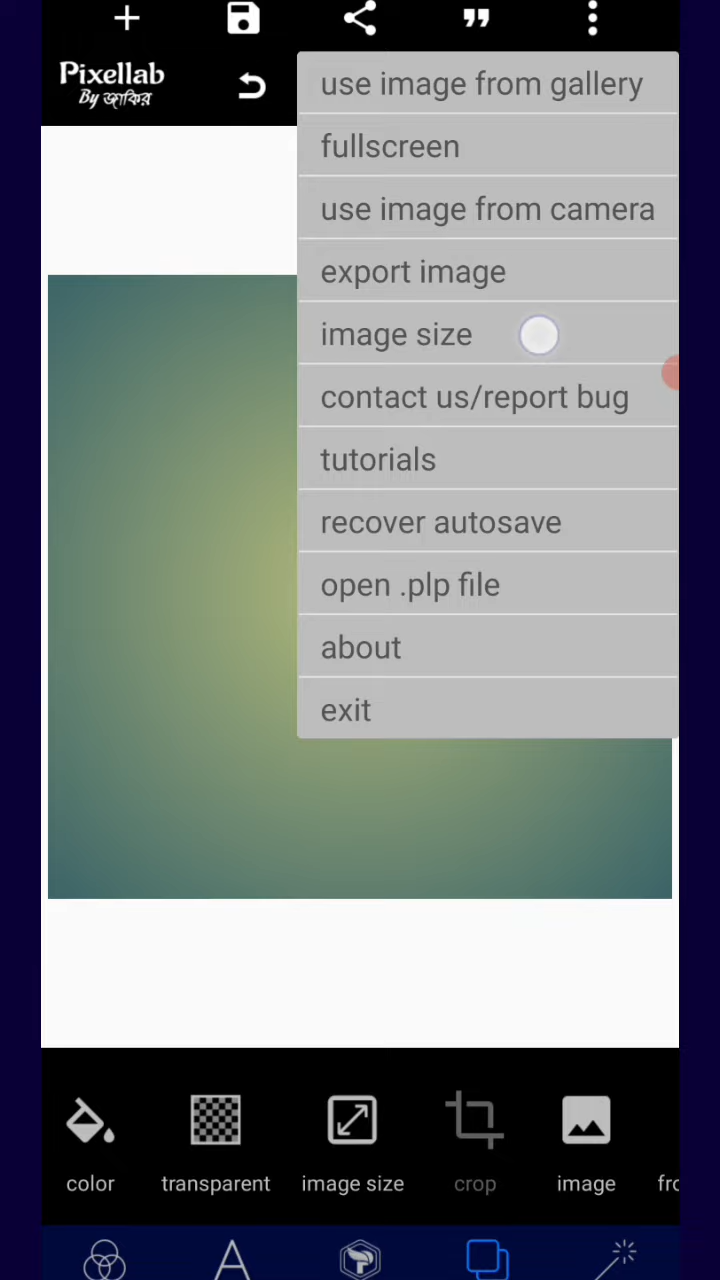 Pixellab
By জাকির
use image from gallery
fullscreen
use image from camera
export image
image size
contact us/report bug
tutorials
recover autosave
open .plp file
about
exit
color
transparent
image size
crop
image
frc